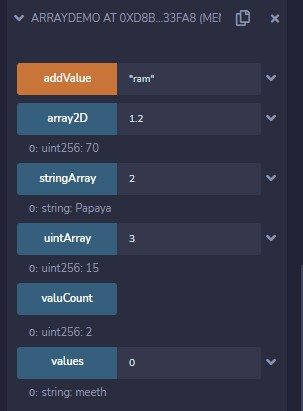 ARRAYDEMO AT 0XD8B...33FA8 (MEM
addValue "ram"
array2D 1.2
0: uint256: 70
stringArray 2
0: string: Papaya
uintArray 3
0: uint256: 15
valuCount
0: uint256: 2
values 0
0: string: meeth